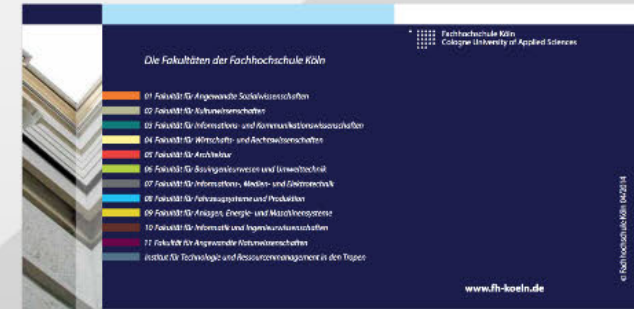 Fachhochschule Köln
Cologne University of Applied Sciences
Die Fakultäten der Fachhochschule Köln
01 Fakultät für Angewandte Sozialwissenschaften
02 Fakultät für Kulturwissenschaften
03 Fakultät für Informations- und Kommunikationswissenschaften
04 Fakultät für Wirtschafts- und Rechtswissenschaften
05 Fakultät für Architektur
06 Fakultät für Bauingenieurwesen und Umwelttechnik
07 Fakultät für Informations-, Medien- und Elektrotechnik
08 Fakultät für Fahrzeugsysteme und Produktion
09 Fakultät für Anlagen, Energie- und Maschinensysteme
10 Fakultät für Informatik und Ingenieurwissenschaften
11 Fakultät für Angewandte Naturwissenschaften
Institut für Technologie und Ressourcenmanagement in den Tropen
© Fachhochschule Köln 04/2014
www.fh-koeln.de